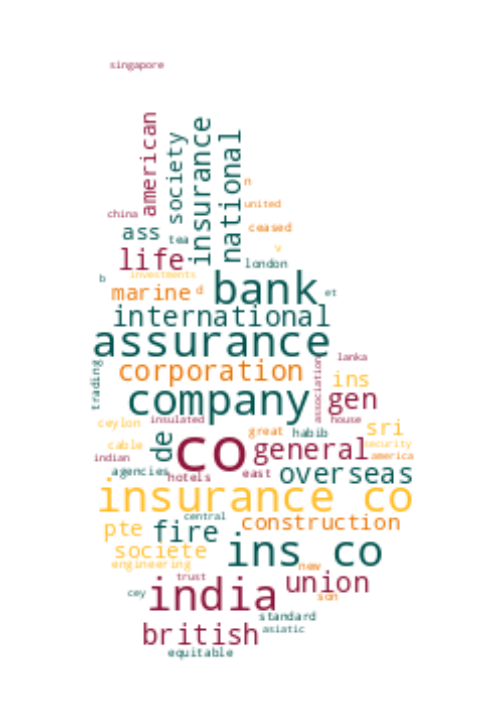 singapore
american
society
insurance
national
n
united
china
ass
tea
ceased
v
life
london
b
investments
marine
d
bank
et
international
assurance
lanka
trading
corporation
association
ins
company
gen
house
ceylon
insulated
de
co
great
habib
sri
cable
general
security
indian
america
agencies
hotels
east
overseas
insurance co
central
pte
fire
construction
societe
ins co
engineering
new
trust
union
cey
india
son
standard
british
asiatic
equitable